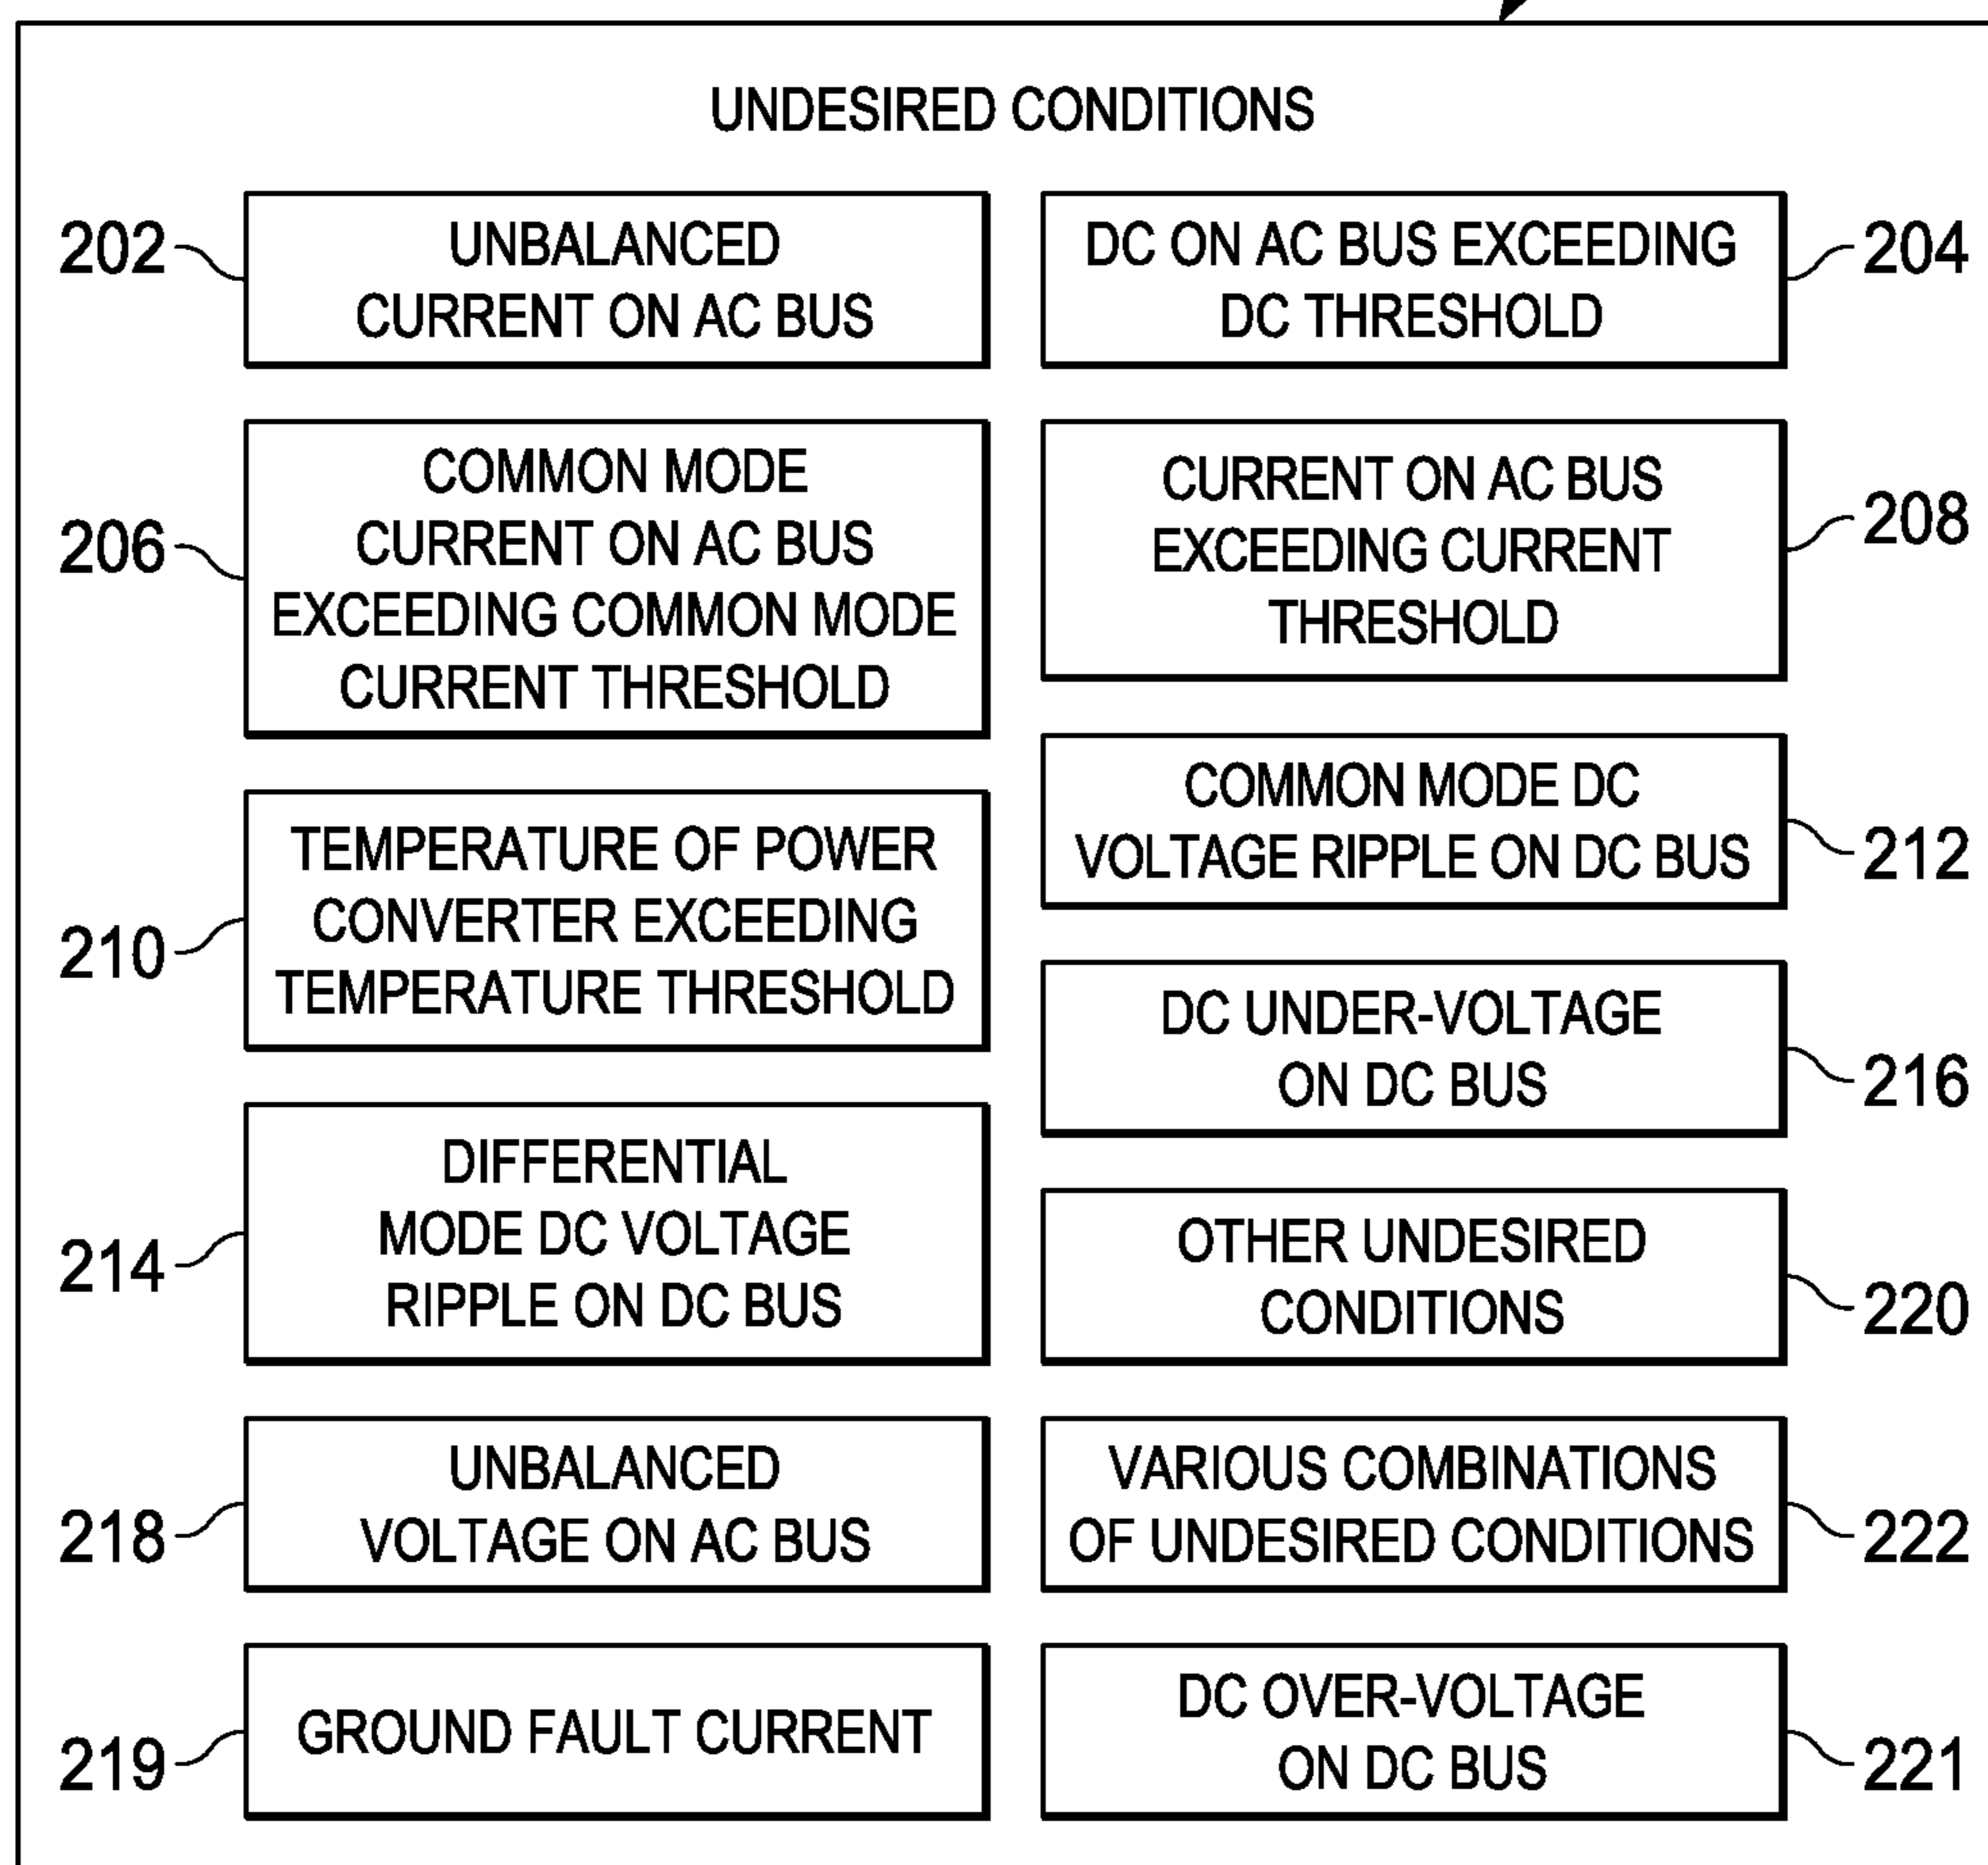 UNDESIRED CONDITIONS
202
UNBALANCED
CURRENT ON AC BUS
DC ON AC BUS EXCEEDING
DC THRESHOLD
204
206
COMMON MODE
CURRENT ON AC BUS
EXCEEDING COMMON MODE
CURRENT THRESHOLD
CURRENT ON AC BUS
EXCEEDING CURRENT
THRESHOLD
208
210
TEMPERATURE OF POWER
CONVERTER EXCEEDING
TEMPERATURE THRESHOLD
COMMON MODE DC
VOLTAGE RIPPLE ON DC BUS
212
214
DIFFERENTIAL
MODE DC VOLTAGE
RIPPLE ON DC BUS
DC UNDER-VOLTAGE
ON DC BUS
216
OTHER UNDESIRED
CONDITIONS
220
218
UNBALANCED
VOLTAGE ON AC BUS
VARIOUS COMBINATIONS
OF UNDESIRED CONDITIONS
222
219
GROUND FAULT CURRENT
DC OVER-VOLTAGE
ON DC BUS
221